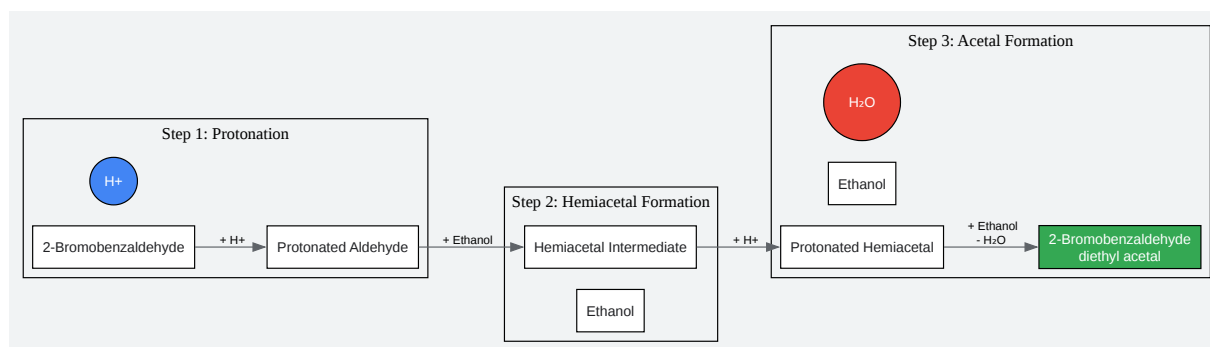 Step 1: Protonation
H+
2-Bromobenzaldehyde
+ H+
Protonated Aldehyde
+ Ethanol
Step 2: Hemiacetal Formation
Hemiacetal Intermediate
Ethanol
+ H+
Step 3: Acetal Formation
H₂O
Ethanol
Protonated Hemiacetal
+ Ethanol
- H₂O
2-Bromobenzaldehyde
diethyl acetal